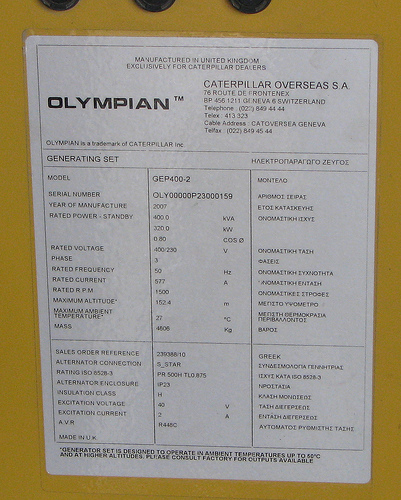 MANUFACTURED IN UNITED KINGDOM
EXCLUSIVELY FOR CATERPILLAR DEALERS
OLYMPIAN ™
CATERPILLAR OVERSEAS S.A.
76 ROUTE DE FRONTENEX
BP 456 1211 GENEVA 6 SWITZERLAND
Telephone : (022) 849 44 44
Telex : 413 323
Cable Address : CATOVERSEA GENEVA
Telfax : (022) 849 45 44
OLYMPIAN is a trademark of CATERPILLAR Inc.
GENERATING SET ΗΛΕΚΤΡΟΠΑΡΑΓΩΓΟ ΖΕΥΓΟΣ
MODEL GEP400-2 ΜΟΝΤΕΛΟ
SERIAL NUMBER OLY00000P23000159 ΑΡΙΘΜΟΣ ΣΕΙΡΑΣ
YEAR OF MANUFACTURE 2007 ΕΤΟΣ ΚΑΤΑΣΚΕΥΗΣ
RATED POWER - STANDBY 400.0 kVA ΟΝΟΜΑΣΤΙΚΗ ΙΣΧΥΣ
320.0 kW
0.80 COS Ø
RATED VOLTAGE 400/230 V ΟΝΟΜΑΣΤΙΚΗ ΤΑΣΗ
PHASE 3 ΦΑΣΕΙΣ
RATED FREQUENCY 50 Hz ΟΝΟΜΑΣΤΙΚΗ ΣΥΧΝΟΤΗΤΑ
RATED CURRENT 577 A ΟΝΟΜΑΣΤΙΚΗ ΕΝΤΑΣΗ
RATED R.P.M 1500 ΟΝΟΜΑΣΤΙΚΕΣ ΣΤΡΟΦΕΣ
MAXIMUM ALTITUDE* 152.4 m ΜΕΓΙΣΤΟ ΥΨΟΜΕΤΡΟ
MAXIMUM AMBIENT TEMPERATURE* 27 °C ΜΕΓΙΣΤΗ ΘΕΡΜΟΚΡΑΣΙΑ ΠΕΡΙΒΑΛΛΟΝΤΟΣ
MASS 4606 Kg ΒΑΡΟΣ
SALES ORDER REFERENCE 239388/10 GREEK
ALTERNATOR CONNECTION S_STAR ΣΥΝΔΕΣΜΟΛΟΓΙΑ ΓΕΝΝΗΤΡΙΑΣ
RATING ISO 8528-3 PR 500H TL0.875 ΙΣΧΥΣ ΚΑΤΑ ISO 8528-3
ALTERNATOR ENCLOSURE IP23 ΠΡΟΣΤΑΣΙΑ
INSULATION CLASS H ΚΛΑΣΗ ΜΟΝΩΣΕΩΣ
EXCITATION VOLTAGE 40 V ΤΑΣΗ ΔΙΕΓΕΡΣΕΩΣ
EXCITATION CURRENT 2 A ΕΝΤΑΣΗ ΔΙΕΓΕΡΣΕΩΣ
A.V.R R448C ΑΥΤΟΜΑΤΟΣ ΡΥΘΜΙΣΤΗΣ ΤΑΣΗΣ
MADE IN U.K
*GENERATOR SET IS DESIGNED TO OPERATE IN AMBIENT TEMPERATURES UP TO 50°C
AND AT HIGHER ALTITUDES. PLEASE CONSULT FACTORY FOR OUTPUTS AVAILABLE